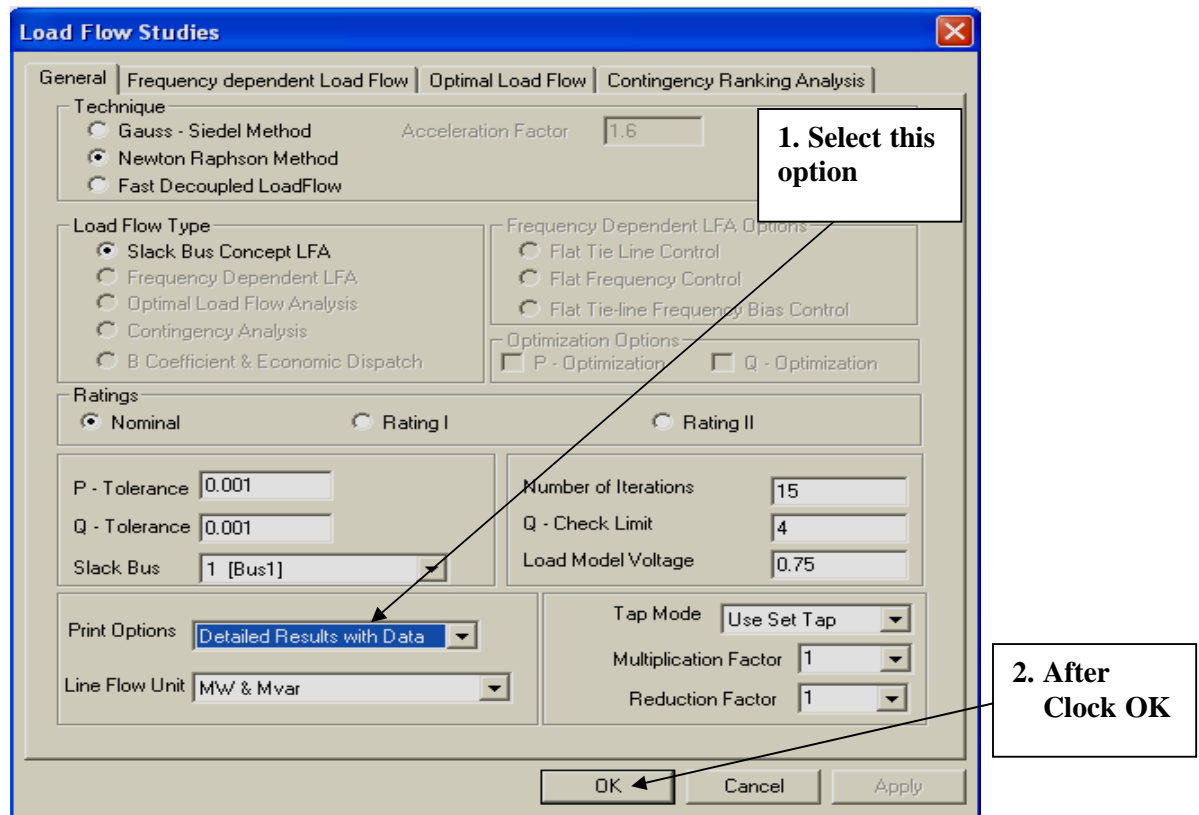 Load Flow Studies
General Frequency dependent Load Flow Optimal Load Flow Contingency Ranking Analysis
Technique
Gauss - Siedel Method Acceleration Factor 1.6
Newton Raphson Method
Fast Decoupled LoadFlow
1. Select this
option
Load Flow Type
Slack Bus Concept LFA
Frequency Dependent LFA
Optimal Load Flow Analysis
Contingency Analysis
B Coefficient & Economic Dispatch
Frequency Dependent LFA Options
Flat Tie Line Control
Flat Frequency Control
Flat Tie-line Frequency Bias Control
Optimization Options
P - Optimization Q - Optimization
Ratings
Nominal Rating I Rating II
P - Tolerance 0.001
Q - Tolerance 0.001
Slack Bus 1 [Bus1]
Number of Iterations 15
Q - Check Limit 4
Load Model Voltage 0.75
Print Options Detailed Results with Data
Line Flow Unit MW & Mvar
Tap Mode Use Set Tap
Multiplication Factor 1
Reduction Factor 1
2. After
Clock OK
OK Cancel Apply